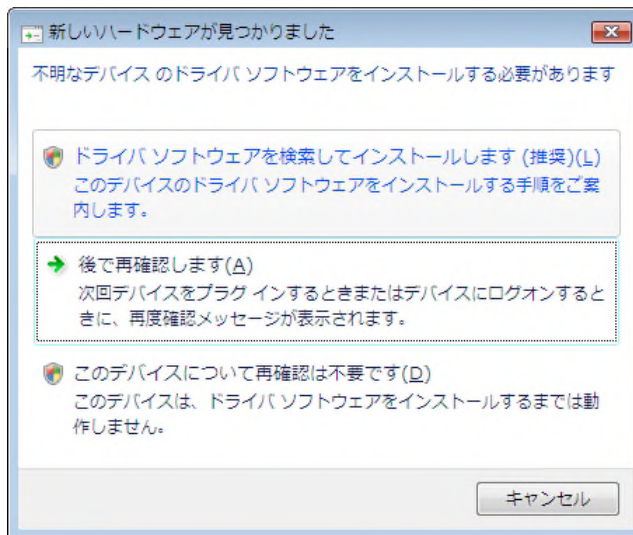 新しいハードウェアが見つかりました
不明なデバイス のドライバ ソフトウェアをインストールする必要があります
ドライバ ソフトウェアを検索してインストールします (推奨)(L)
このデバイスのドライバ ソフトウェアをインストールする手順をご案
内します。
後で再確認します(A)
次回デバイスをプラグ インするときまたはデバイスにログオンすると
きに、再度確認メッセージが表示されます。
このデバイスについて再確認は不要です(D)
このデバイスは、ドライバ ソフトウェアをインストールするまでは動
作しません。
キャンセル